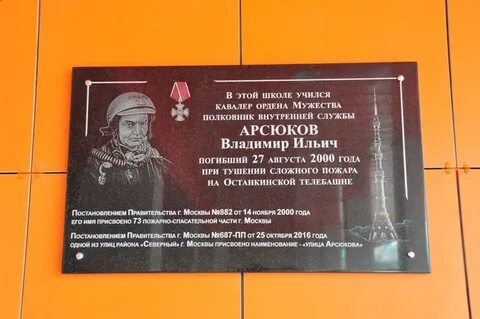 В этой школе учился
кавалер ордена Мужества
полковник внутренней службы
АРСЮКОВ
Владимир Ильич
погибший 27 августа 2000 года
при тушении сложного пожара
на Останкинской телебашне
Постановлением Правительства г. Москвы №882 от 14 ноября 2000 года
его имя присвоено 73 пожарно-спасательной части г. Москвы
Постановлением Правительства г. Москвы №687-ПП от 25 октября 2016
одной из улиц района «Северный» г. Москвы присвоено наименование - «улица Арсюкова»